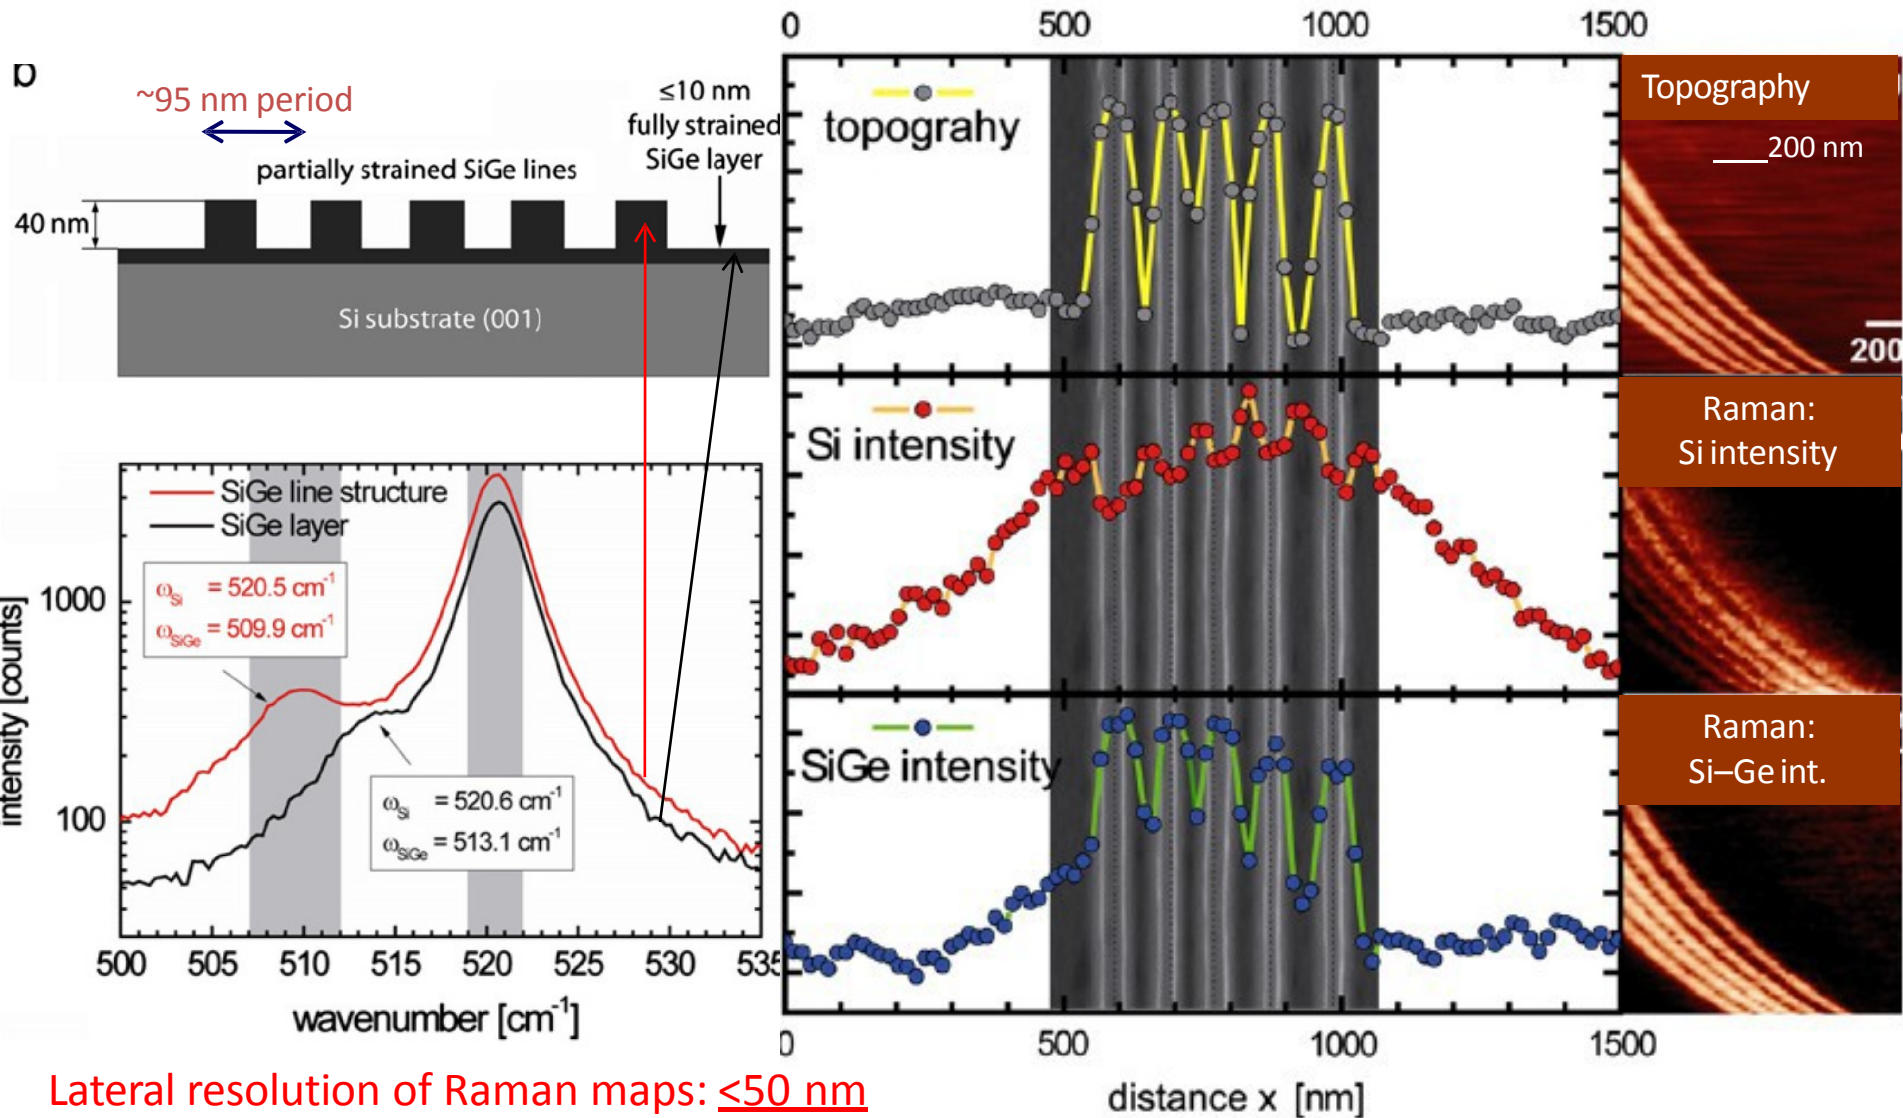 b
~95 nm period
≤10 nm
fully strained
SiGe layer
partially strained SiGe lines
40 nm
Si substrate (001)
SiGe line structure
SiGe layer
ωSi = 520.5 cm-1
ωSiGe = 509.9 cm-1
ωSi = 520.6 cm-1
ωSiGe = 513.1 cm-1
intensity [counts]
1000
100
500 505 510 515 520 525 530 535
wavenumber [cm-1]
Lateral resolution of Raman maps: <50 nm
0 500 1000 1500
topograhy
Si intensity
SiGe intensity
0 500 1000 1500
distance x [nm]
Topography
200 nm
200
Raman:
Si intensity
Raman:
Si–Ge int.